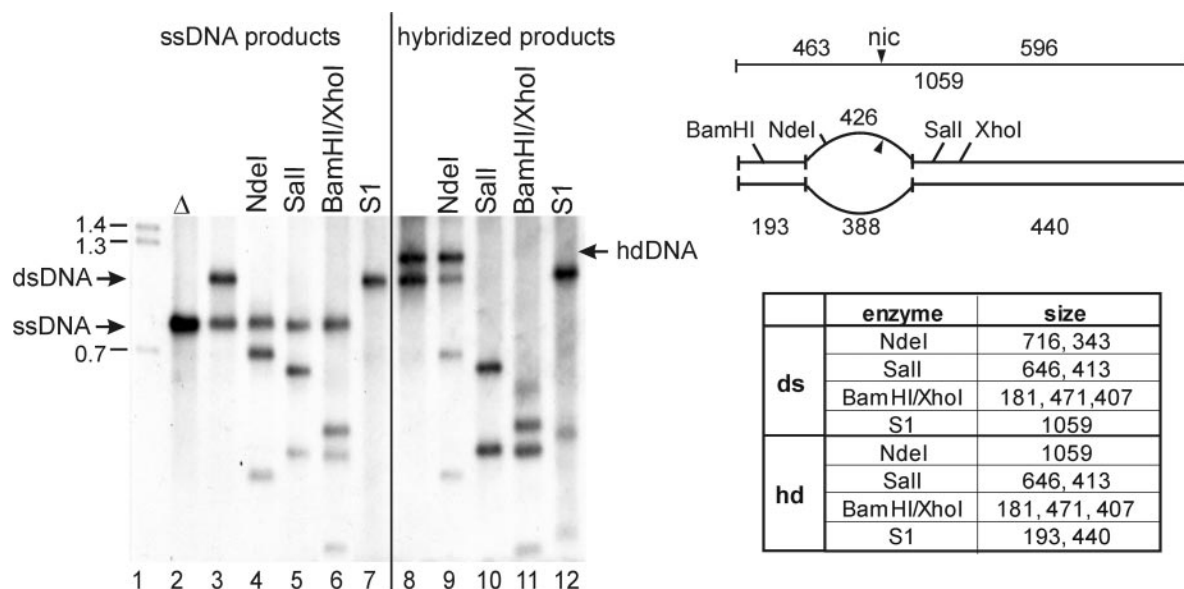 ssDNA products hybridized products
Δ NdeI SalI BamHI/XhoI S1 NdeI SalI BamHI/XhoI S1
1.4
1.3
dsDNA
ssDNA
0.7
hdDNA
1 2 3 4 5 6 7 8 9 10 11 12
463 nic 596
1059
BamHI NdeI 426 SalI XhoI
193 388 440
enzyme size
ds
NdeI 716, 343
SalI 646, 413
BamHI/XhoI 181, 471,407
S1 1059
hd
NdeI 1059
SalI 646, 413
BamHI/XhoI 181, 471, 407
S1 193, 440